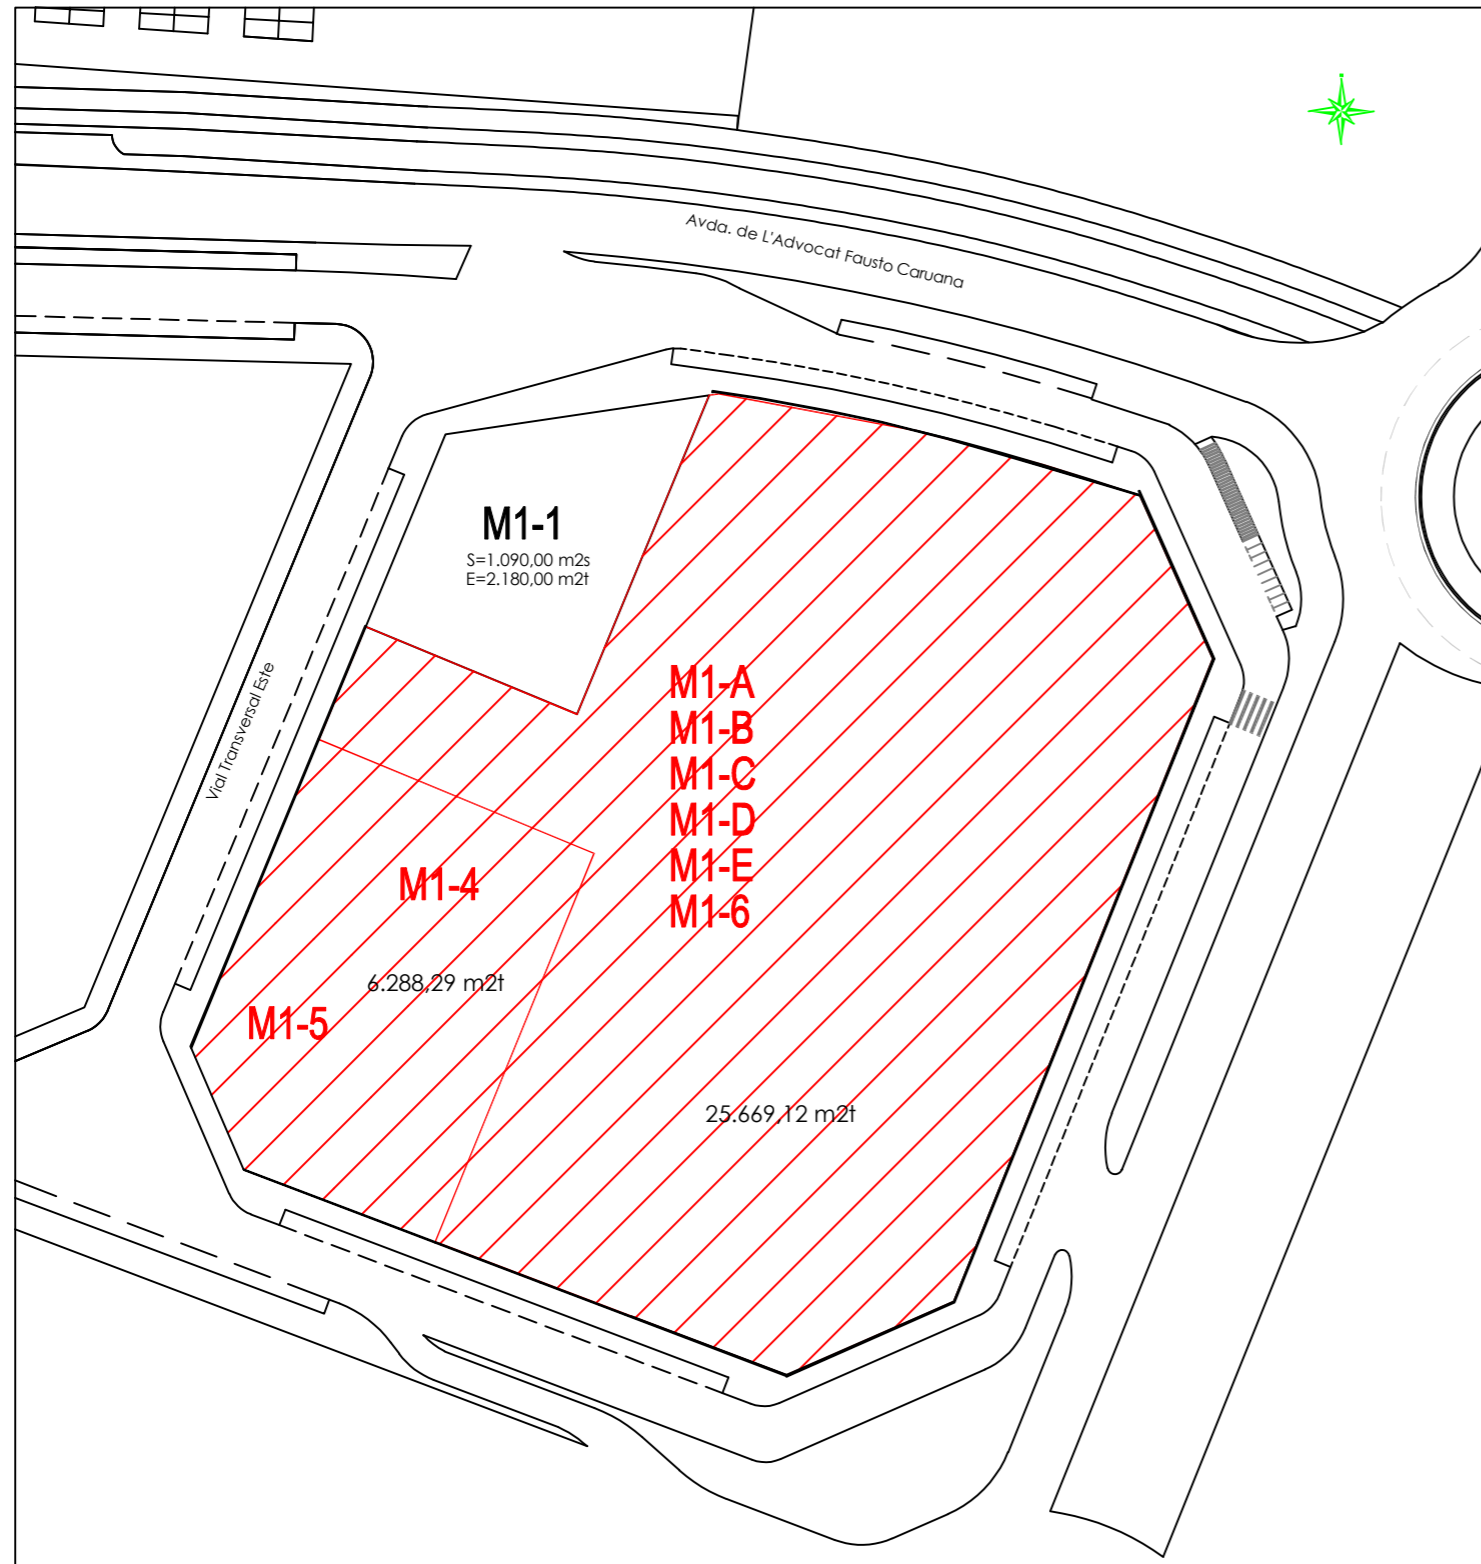 Avda. de L'Advocat Fausto Caruana
M1-1
S=1.090,00 m2s
E=2.180,00 m2t
Vial Transversal Este
M1-A
M1-B
M1-C
M1-D
M1-E
M1-6
M1-4
6.288,29 m2t
M1-5
25.669,12 m2t